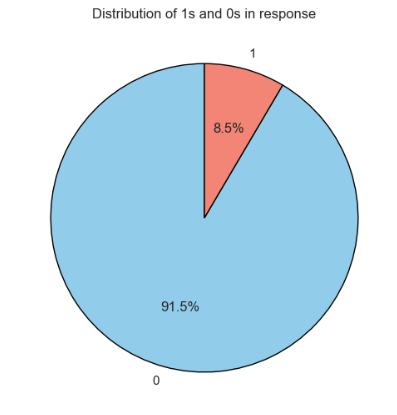 Distribution of 1s and 0s in response
1
8.5%
91.5%
0